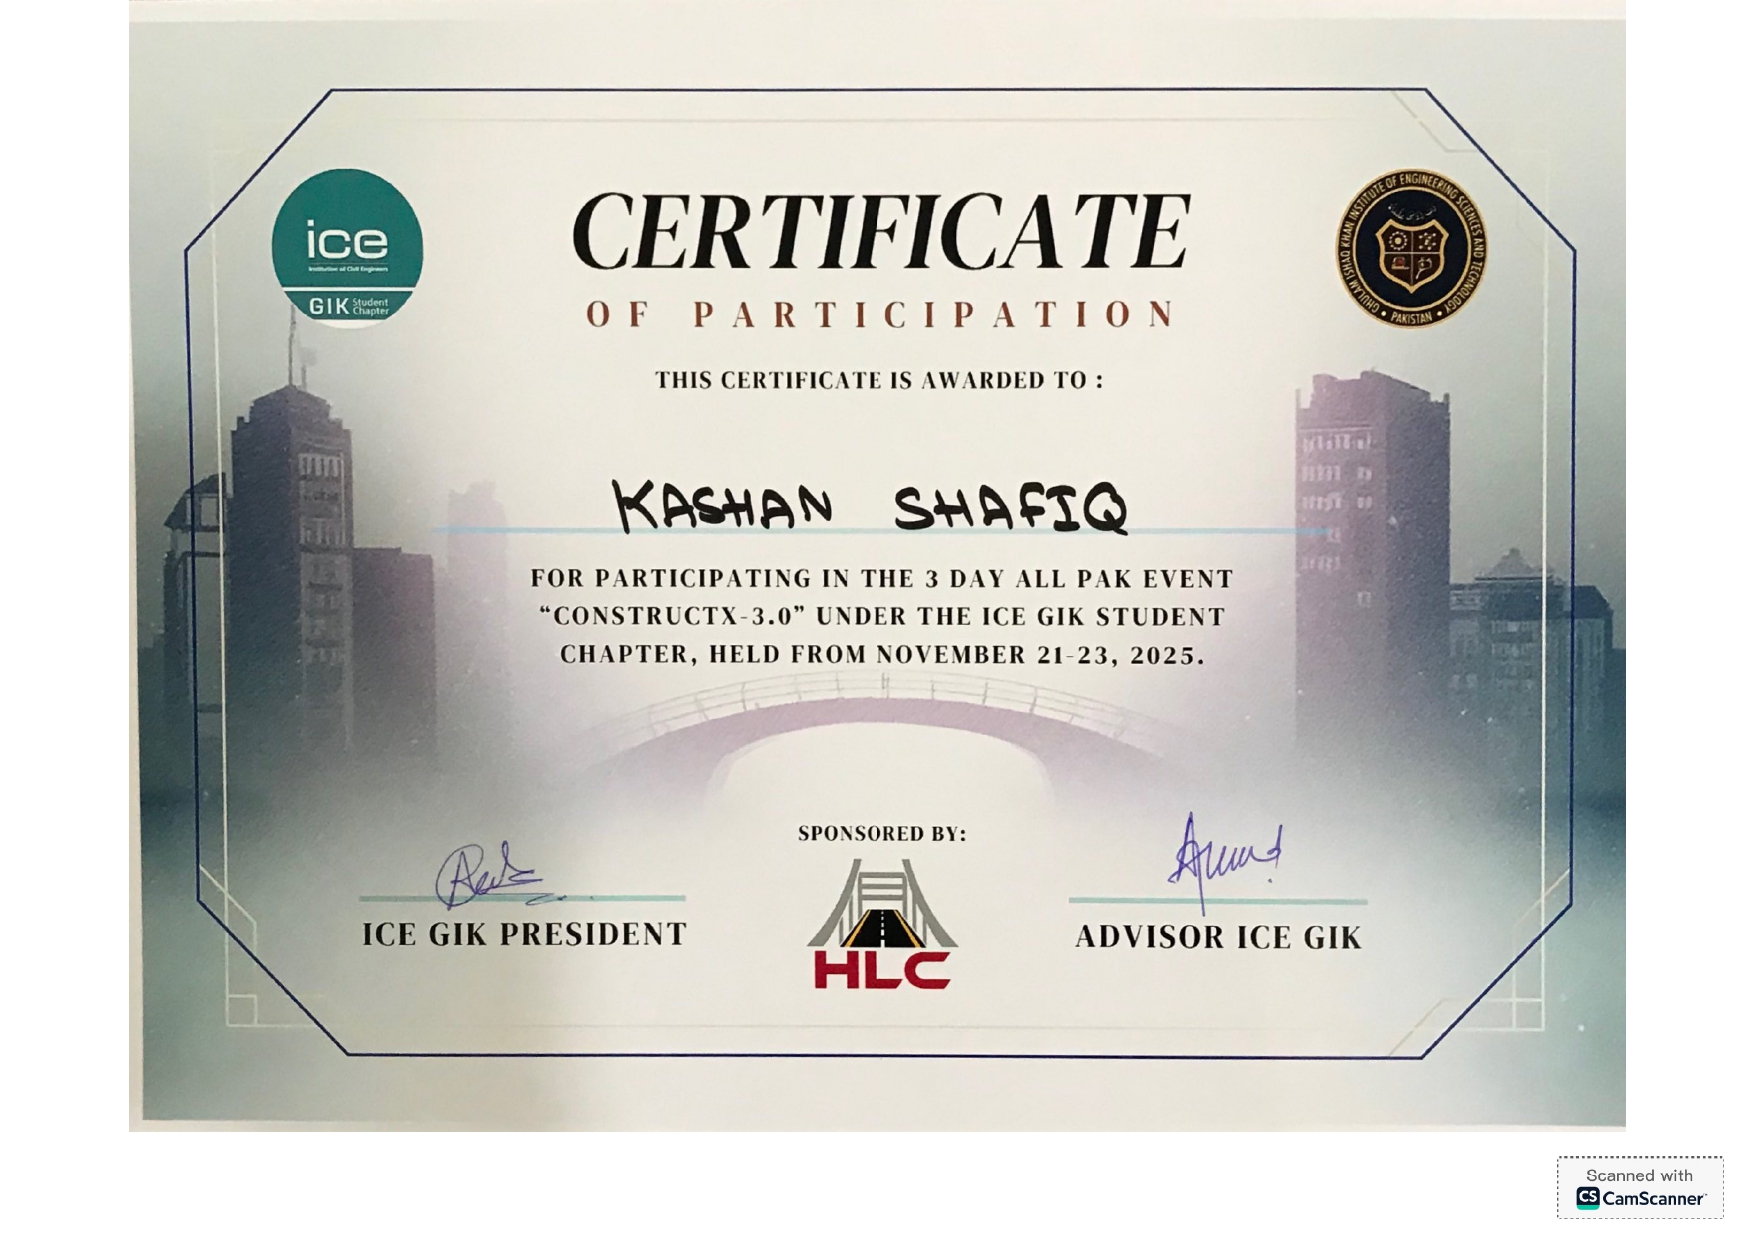 ice
Institution of Civil Engineers
GIK Student Chapter
GHULAM ISHAQ KHAN INSTITUTE OF ENGINEERING SCIENCES AND TECHNOLOGY
• PAKISTAN •
CERTIFICATE
OF PARTICIPATION
THIS CERTIFICATE IS AWARDED TO :
KASHAN SHAFIQ
FOR PARTICIPATING IN THE 3 DAY ALL PAK EVENT
“CONSTRUCTX-3.0” UNDER THE ICE GIK STUDENT
CHAPTER, HELD FROM NOVEMBER 21-23, 2025.
SPONSORED BY:
HLC
ICE GIK PRESIDENT
ADVISOR ICE GIK
Scanned with
CS CamScanner